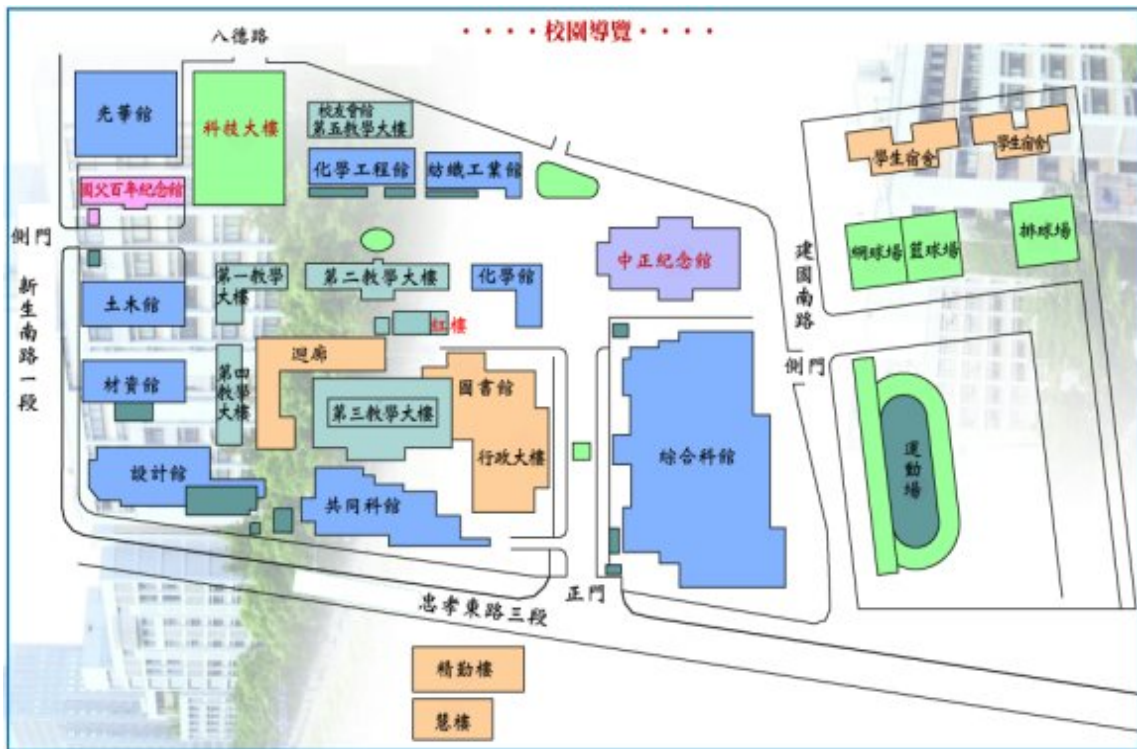 ····校園導覽····
八德路
光華館
科技大樓
校友會館
第五教學大樓
化學工程館
紡織工業館
國父百年紀念館
側門
學生宿舍
學生宿舍
網球場
籃球場
排球場
建國南路
中正紀念館
新生南路一段
土木館
第一教學
大樓
第二教學大樓
化學館
紅樓
迴廊
圖書館
側門
材資館
第四教學大樓
第三教學大樓
行政大樓
綜合科館
運動場
設計館
共同科館
正門
忠孝東路三段
精勤樓
慧樓